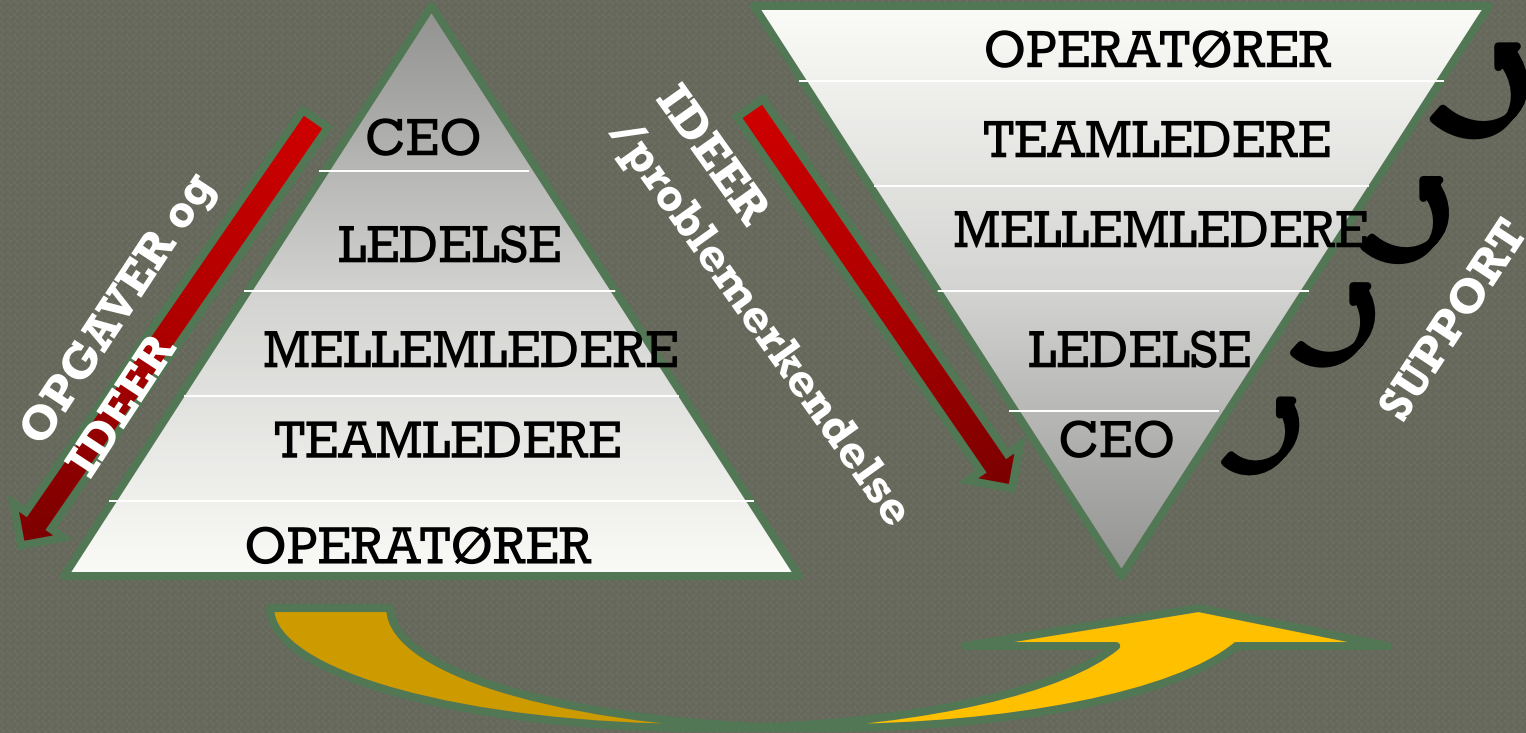 OPGAVER og
IDEER
CEO
LEDELSE
MELLEMLEDERE
TEAMLEDERE
OPERATØRER
IDEER
/problemerkendelse
OPERATØRER
TEAMLEDERE
MELLEMLEDERE
LEDELSE
CEO
SUPPORT